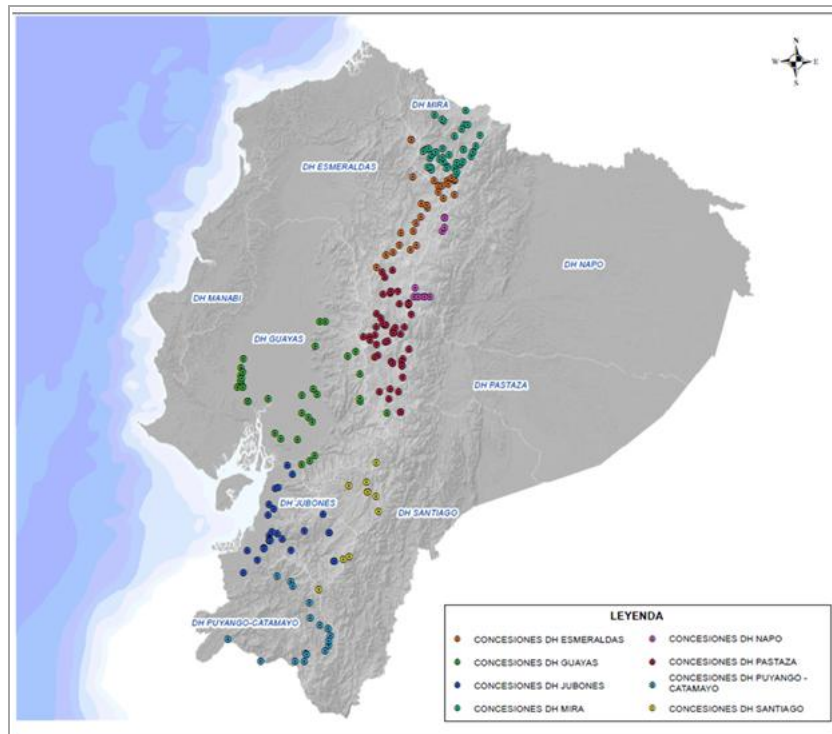 N
W E
S
DH MIRA
DH ESMERALDAS
DH NAPO
DH MANABI
DH GUAYAS
DH PASTAZA
DH JUBONES
DH SANTIAGO
DH PUYANGO-CATAMAYO
LEYENDA
CONCESIONES DH ESMERALDAS
CONCESIONES DH GUAYAS
CONCESIONES DH JUBONES
CONCESIONES DH MIRA
CONCESIONES DH NAPO
CONCESIONES DH PASTAZA
CONCESIONES DH PUYANGO -
CATAMAYO
CONCESIONES DH SANTIAGO